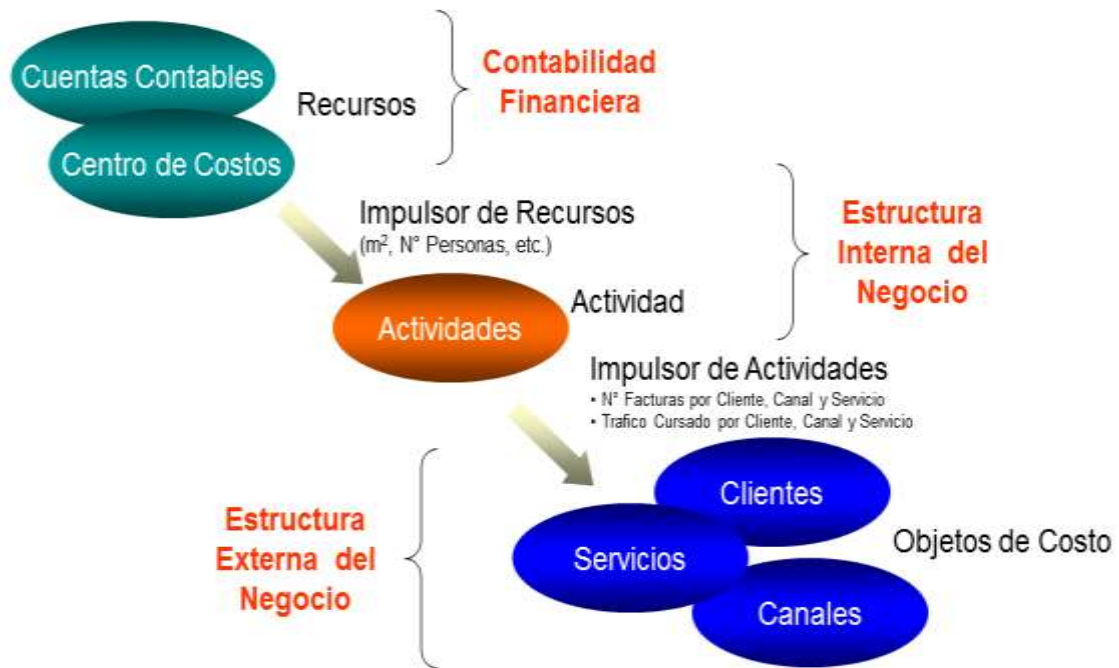 Cuentas Contables
Centro de Costos
Recursos
Contabilidad
Financiera
Impulsor de Recursos
(m², N° Personas, etc.)
Actividades
Actividad
Estructura
Interna del
Negocio
Impulsor de Actividades
• N° Facturas por Cliente, Canal y Servicio
• Trafico Cursado por Cliente, Canal y Servicio
Estructura
Externa del
Negocio
Clientes
Servicios
Canales
Objetos de Costo